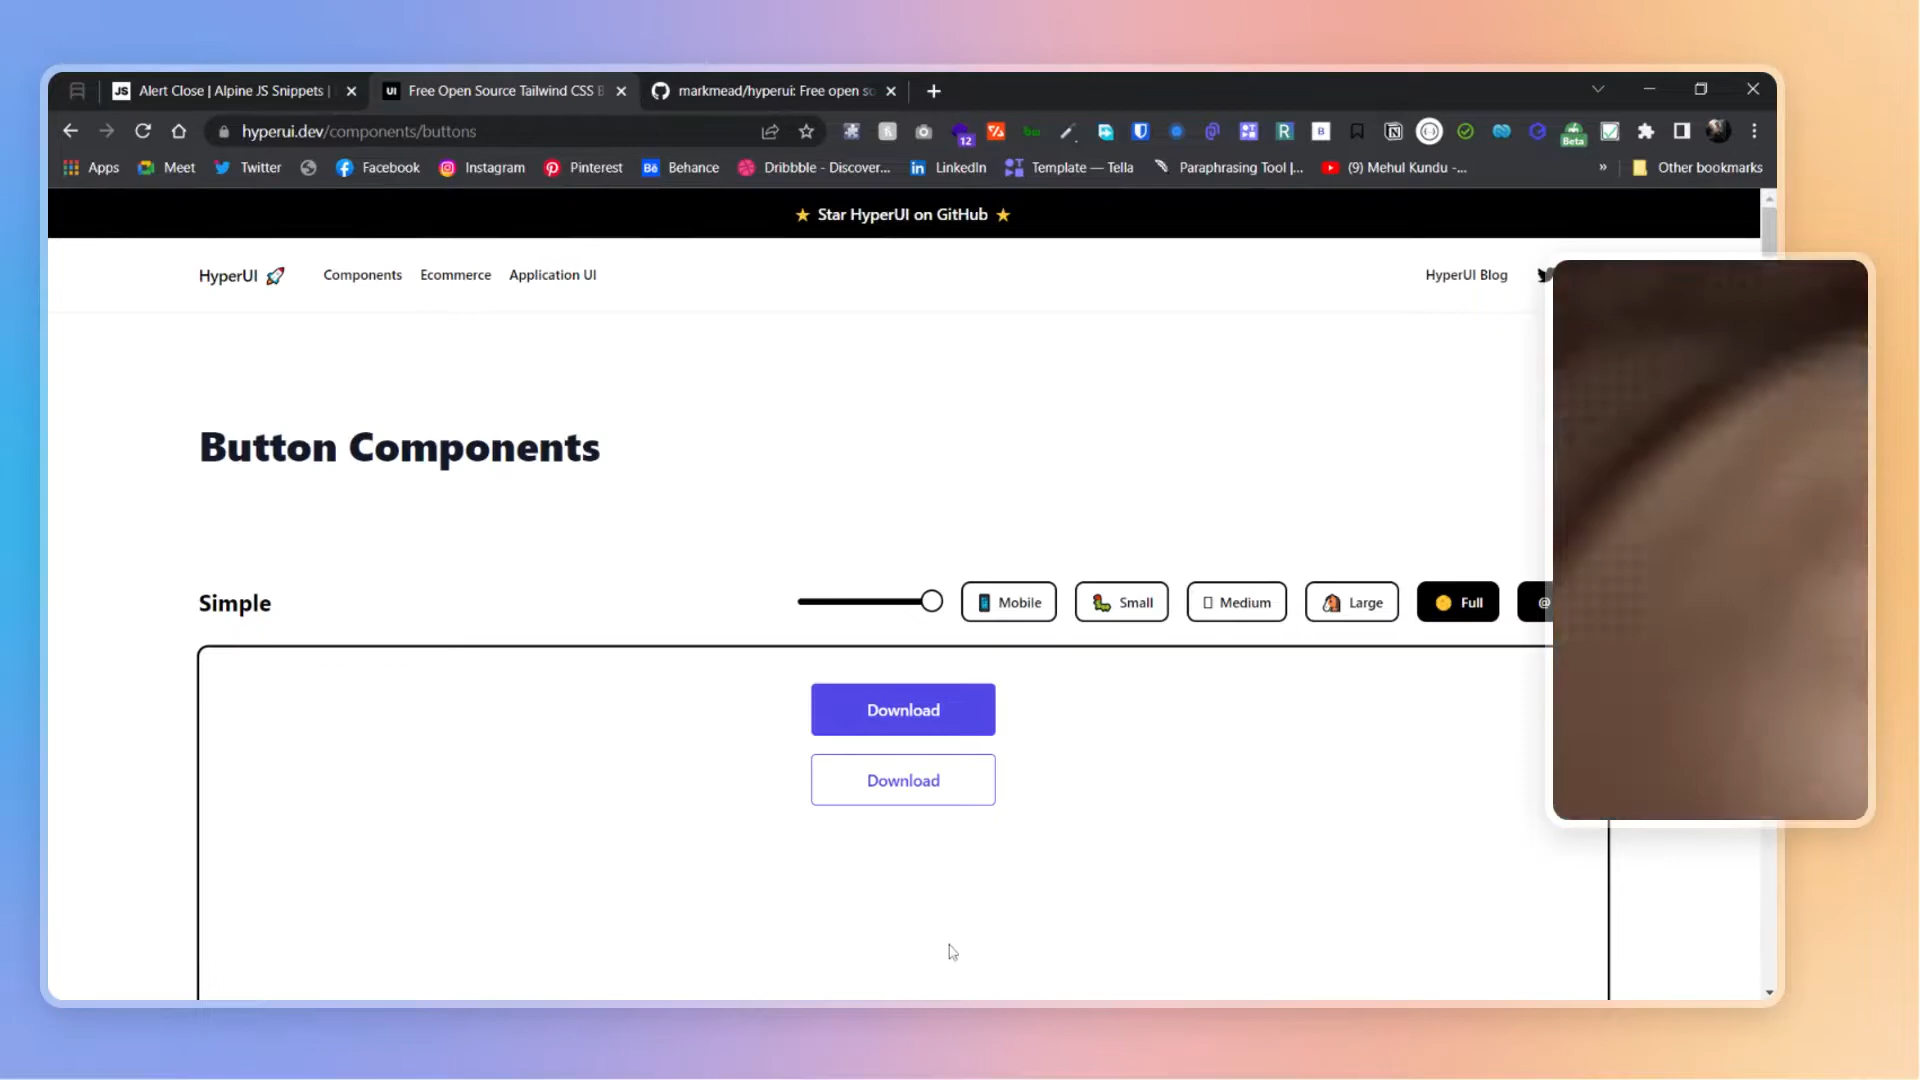 Alert Close | Alpine JS Snippets |
Free Open Source Tailwind CSS B
markmead/hyperui: Free open so
hyperui.dev/components/buttons
12
Beta
Apps
Meet
Twitter
Facebook
Instagram
Pinterest
Behance
Dribbble - Discover...
LinkedIn
Template — Tella
Paraphrasing Tool |...
(9) Mehul Kundu -...
»
Other bookmarks
Star HyperUI on GitHub
HyperUI
Components
Ecommerce
Application UI
HyperUI Blog
Button Components
Simple
Mobile
Small
Medium
Large
Full
@
Download
Download